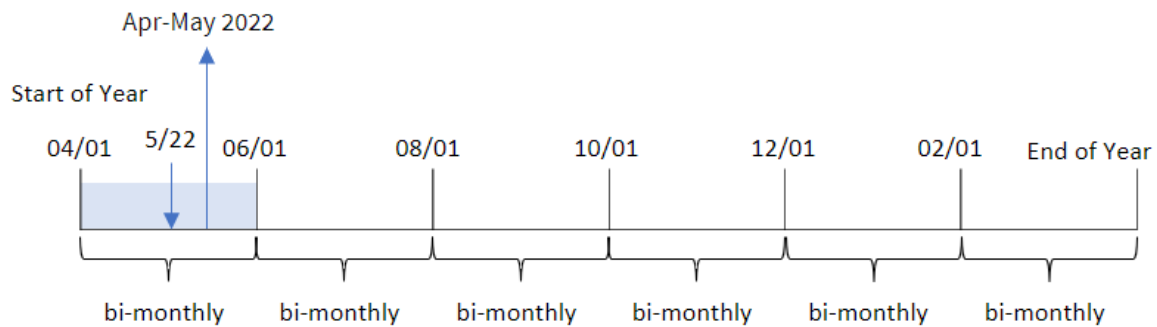 Apr-May 2022
Start of Year
04/01 5/22 06/01 08/01 10/01 12/01 02/01 End of Year
bi-monthly bi-monthly bi-monthly bi-monthly bi-monthly bi-monthly